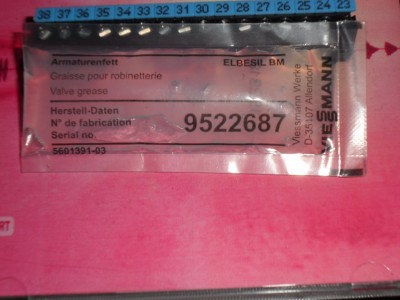 38 37 36 35 34 33 32 31 30 29 28 27 26 25 24 23
Armaturenfett ELBESIL BM
Graisse pour robinetterie
Valve grease
Herstell-Daten
N° de fabrication 9522687
Serial no.
5601391-03
Viessmann Werke
D-35107 Allendorf
VIESSMANN
ART